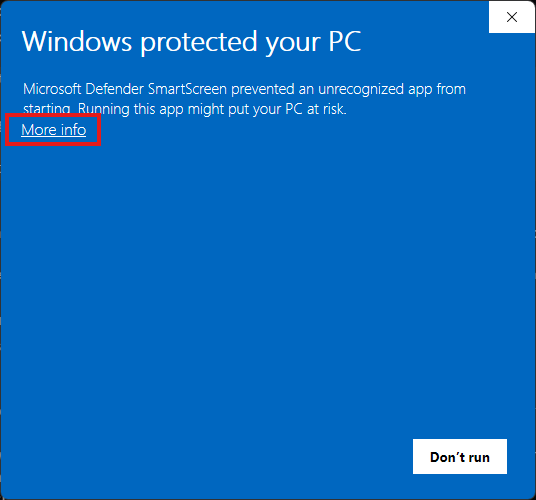 Windows protected your PC
Microsoft Defender SmartScreen prevented an unrecognized app from
starting. Running this app might put your PC at risk.
More info
Don't run